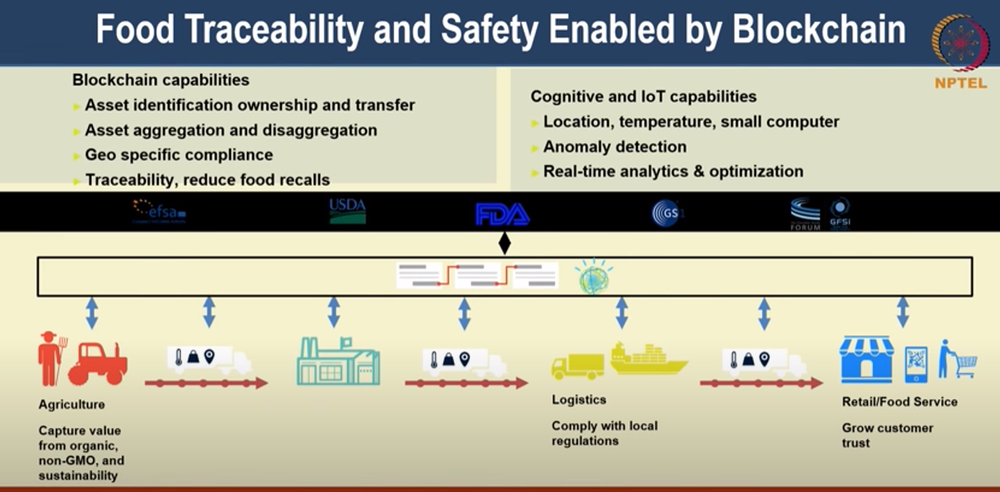 Food Traceability and Safety Enabled by Blockchain
NPTEL
Blockchain capabilities
Asset identification ownership and transfer
Asset aggregation and disaggregation
Geo specific compliance
Traceability, reduce food recalls
Cognitive and IoT capabilities
Location, temperature, small computer
Anomaly detection
Real-time analytics & optimization
efsa
USDA
FDA
GS1
FORUM
GFSI
Agriculture
Capture value
from organic,
non-GMO, and
sustainability
Logistics
Comply with local
regulations
Retail/Food Service
Grow customer
trust